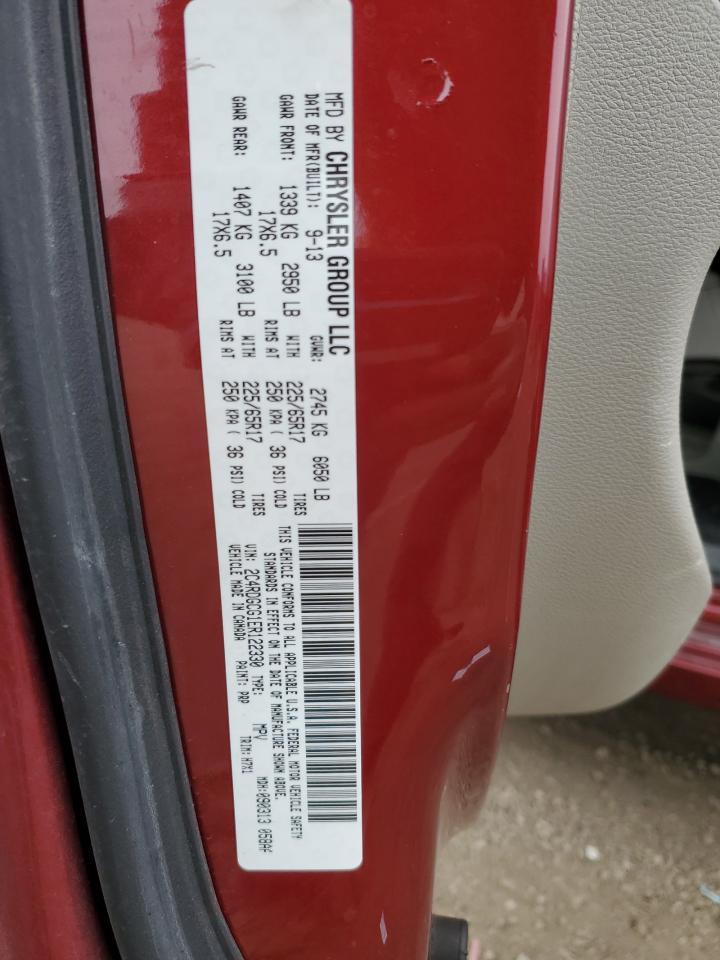 MFD BY CHRYSLER GROUP LLC
DATE OF MFR(BUILT): 9-13 GVWR: 2745 KG 6050 LB
GAWR FRONT: 1339 KG 2950 LB WITH 225/65R17 TIRES
17X6.5 RIMS AT 250 KPA ( 36 PSI) COLD
GAWR REAR: 1407 KG 3100 LB WITH 225/65R17 TIRES
17X6.5 RIMS AT 250 KPA ( 36 PSI) COLD
THIS VEHICLE CONFORMS TO ALL APPLICABLE U.S.A. FEDERAL MOTOR VEHICLE SAFETY
STANDARDS IN EFFECT ON THE DATE OF MANUFACTURE SHOWN ABOVE.
MDH:090313 058AF
VIN: 2C4RDGCG1ER122330 TYPE: MPV
VEHICLE MADE IN CANADA PAINT: PRP TRIM:H7X1